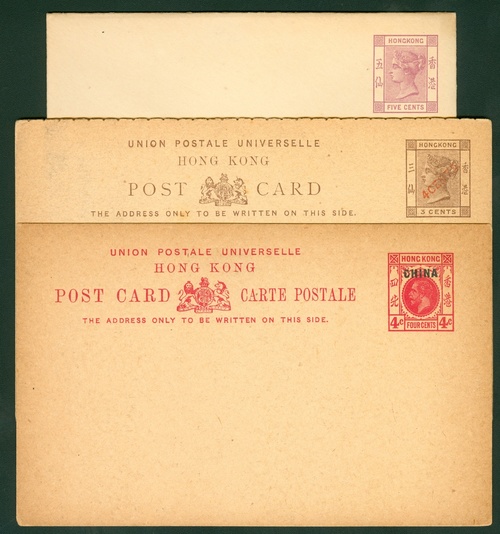 HONGKONG
香港
五仙
FIVE CENTS
UNION POSTALE UNIVERSELLE
HONG KONG
POST CARD
THE ADDRESS ONLY TO BE WRITTEN ON THIS SIDE.
HONGKONG
香港
三仙
3 CENTS
UNION POSTALE UNIVERSELLE
HONG KONG
POST CARD CARTE POSTALE
THE ADDRESS ONLY TO BE WRITTEN ON THIS SIDE.
HONG KONG
CHINA
香港
4c FOUR CENTS 4c